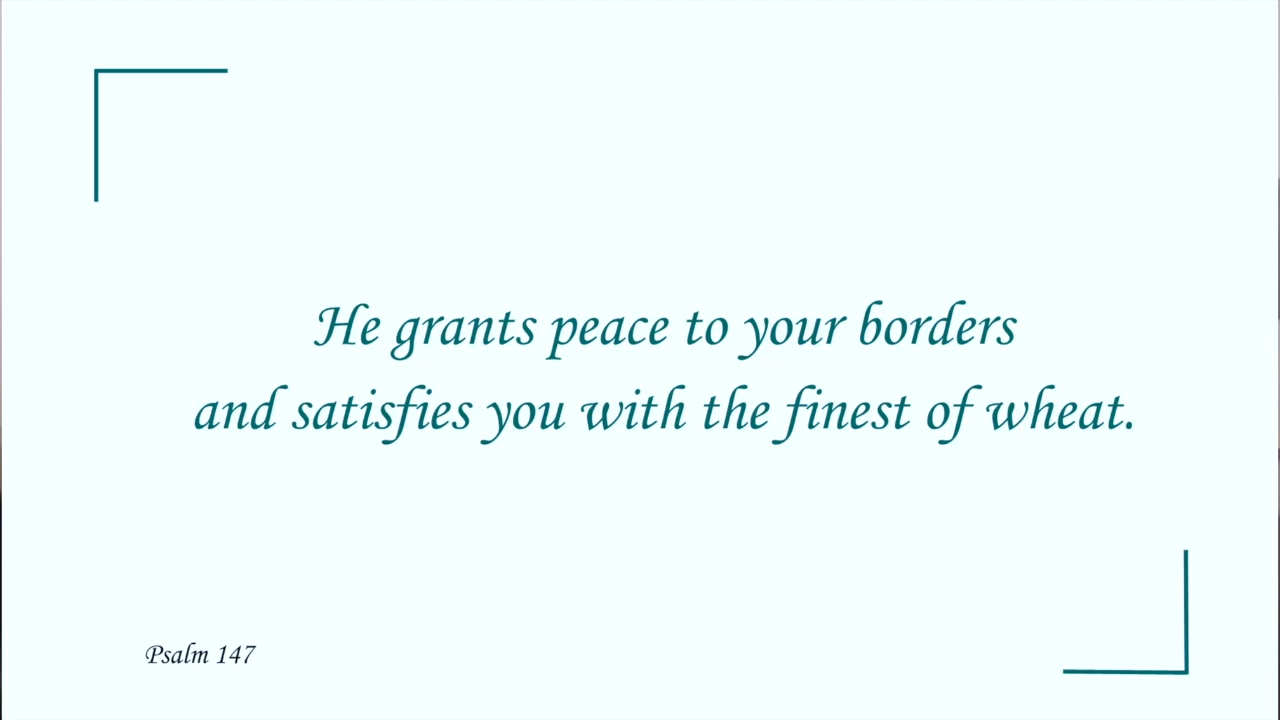 He grants peace to your borders
and satisfies you with the finest of wheat.
Psalm 147